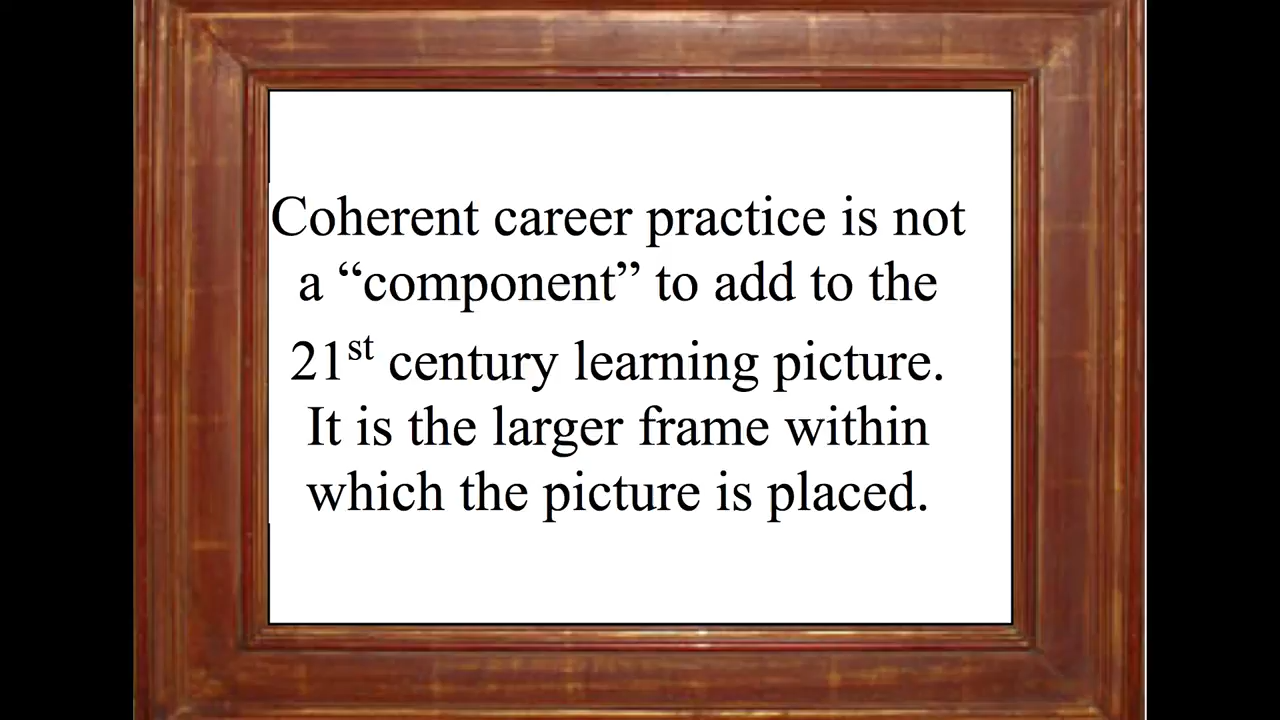 Coherent career practice is not
a “component” to add to the
21st century learning picture.
It is the larger frame within
which the picture is placed.